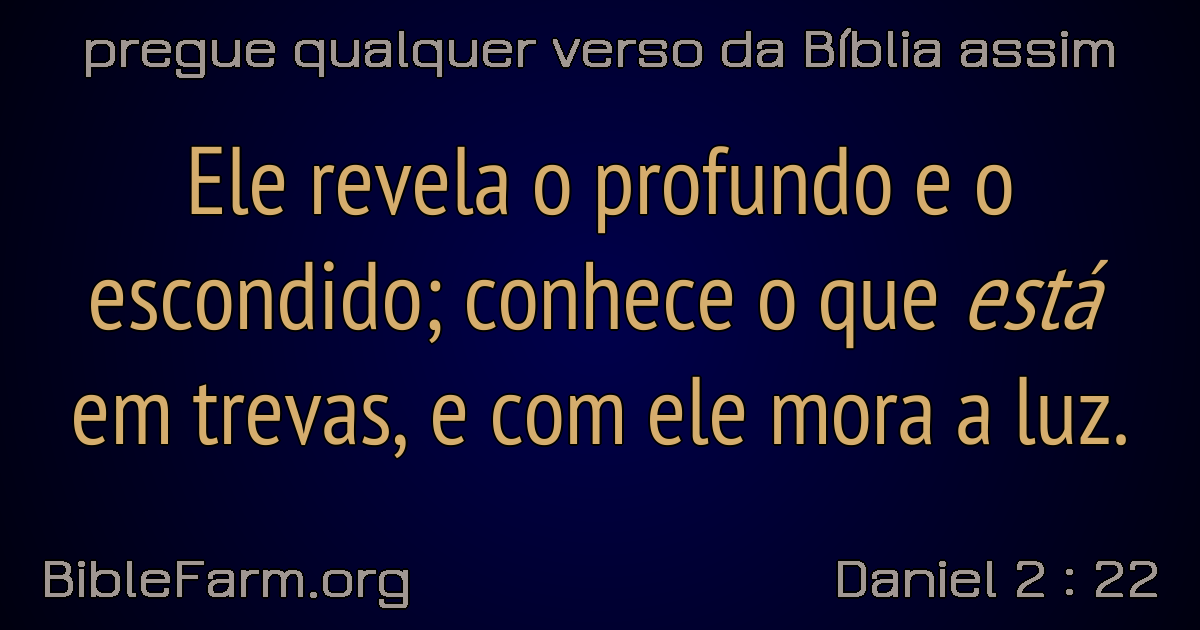 pregue qualquer verso da Bíblia assim
Ele revela o profundo e o
escondido; conhece o que está
em trevas, e com ele mora a luz.
BibleFarm.org
Daniel 2 : 22